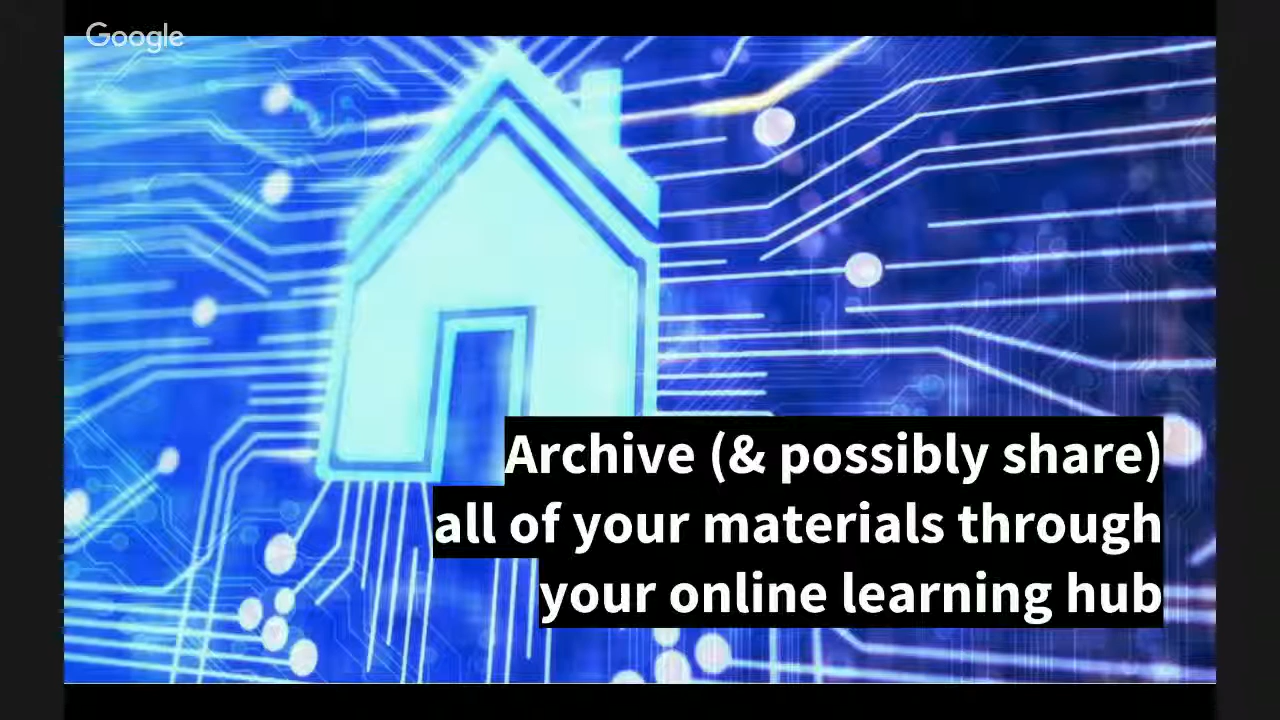 Google
Archive (& possibly share)
all of your materials through
your online learning hub